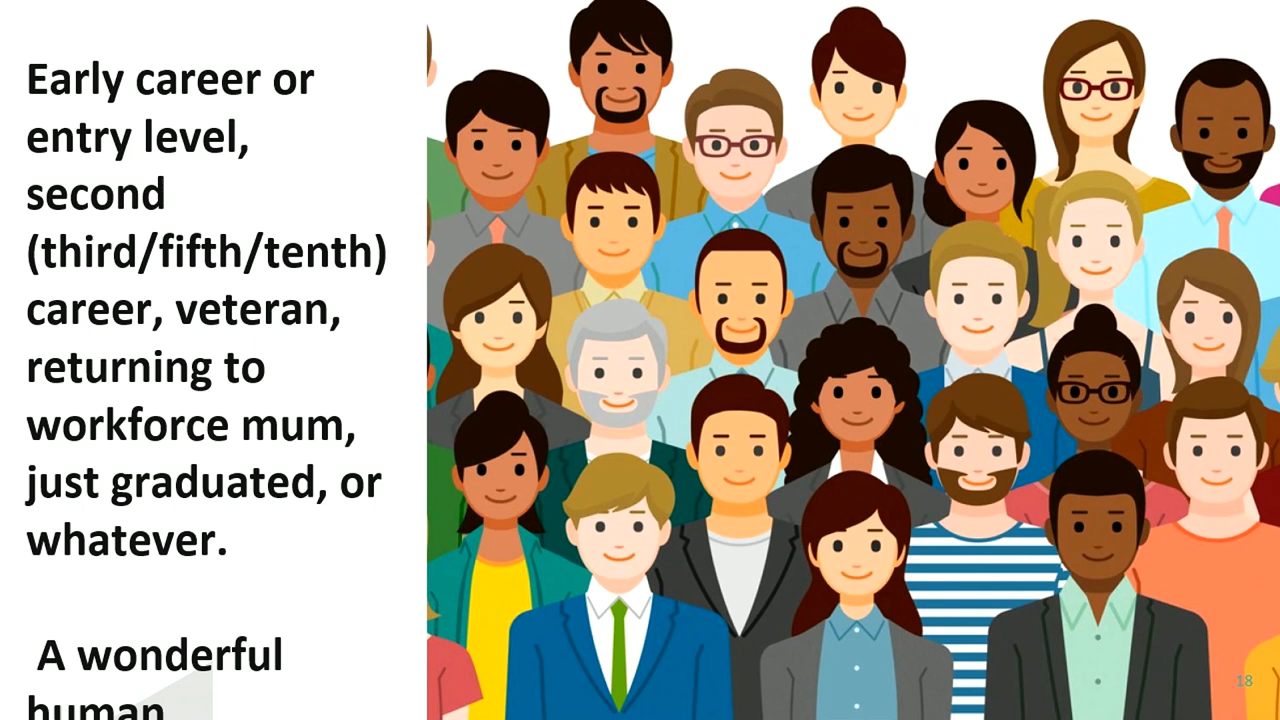 Early career or
entry level,
second
(third/fifth/tenth)
career, veteran,
returning to
workforce mum,
just graduated, or
whatever.
A wonderful
human
18